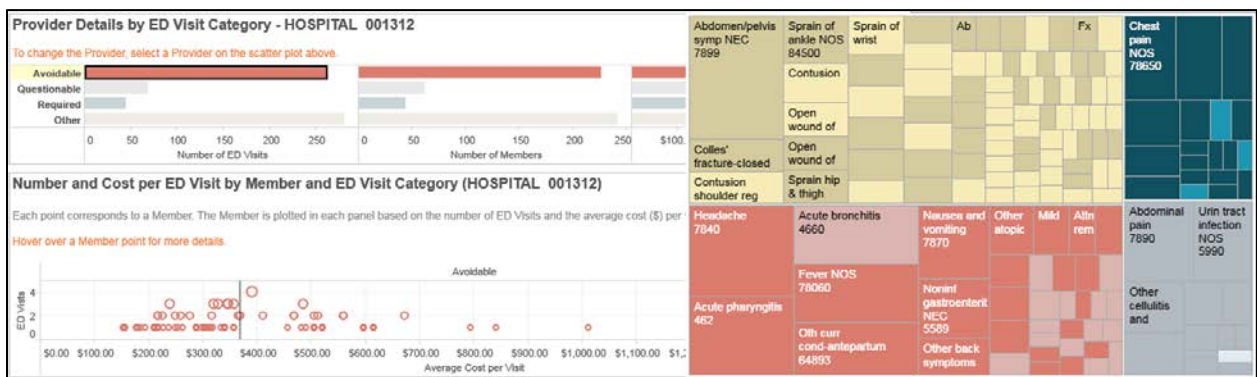 Provider Details by ED Visit Category - HOSPITAL 001312
To change the Provider, select a Provider on the scatter plot above.
Avoidable
Questionable
Required
Other
0 50 100 150 200 250
Number of ED Visits
0 50 100 150 200 250
Number of Members
$100.
Number and Cost per ED Visit by Member and ED Visit Category (HOSPITAL 001312)
Each point corresponds to a Member. The Member is plotted in each panel based on the number of ED Visits and the average cost ($) per
Hover over a Member point for more details.
Avoidable
ED Visits
4
2
0
$0.00 $100.00 $200.00 $300.00 $400.00 $500.00 $600.00 $700.00 $800.00 $900.00 $1,000.00 $1,100.00 $1,2
Average Cost per Visit
Abdomen/pelvis
symp NEC
7899
Colles'
fracture-closed
Contusion
shoulder reg
Sprain of
ankle NOS
84500
Contusion
Open
wound of
Open
wound of
Sprain hip
& thigh
Sprain of
wrist
Ab
Fx
Chest
pain
NOS
78650
Headache
7840
Acute pharyngitis
462
Acute bronchitis
4660
Fever NOS
78060
Oth curr
cond-antepartum
64893
Nausea and
vomiting
7870
Noninf
gastroenterit
NEC
5589
Other back
symptoms
Other
atopic
Mild
Attn
rem
Abdominal
pain
7890
Other
cellulitis
and
Urin tract
infection
NOS
5990